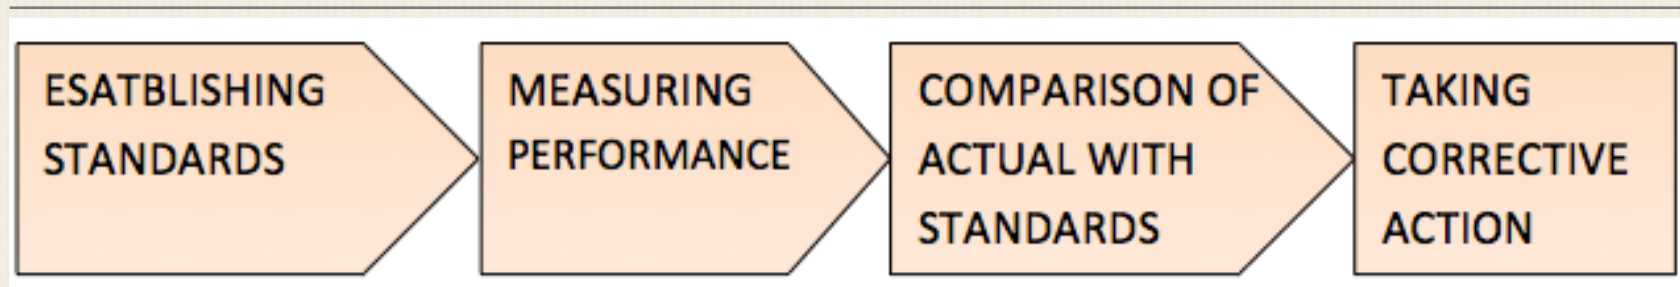 ESATBLISHING
STANDARDS
MEASURING
PERFORMANCE
COMPARISON OF
ACTUAL WITH
STANDARDS
TAKING
CORRECTIVE
ACTION